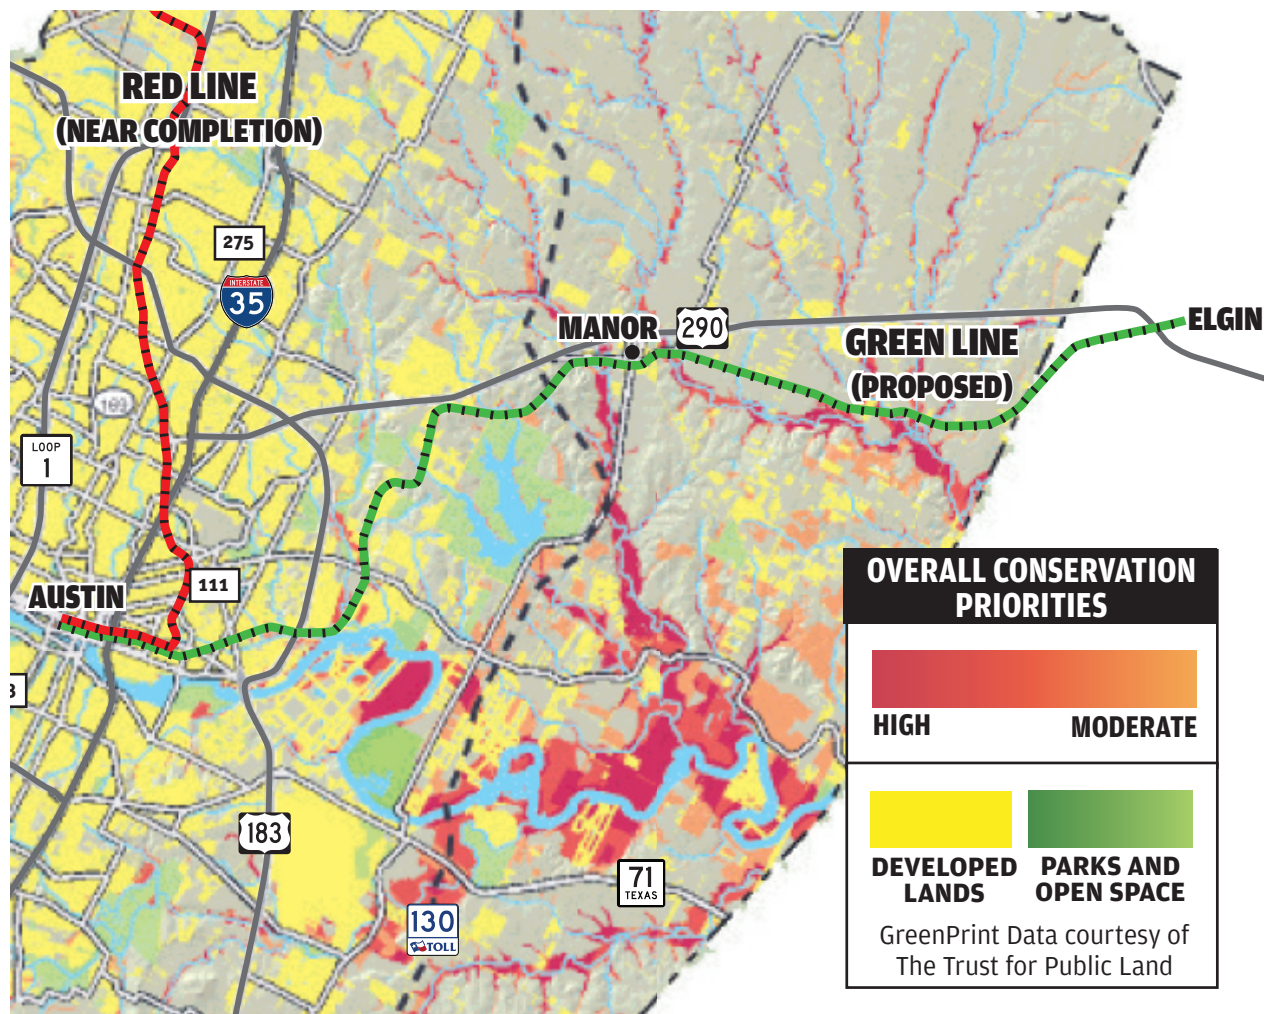 RED LINE
(NEAR COMPLETION)
275
INTERSTATE
35
MANOR
290
ELGIN
GREEN LINE
(PROPOSED)
LOOP
1
AUSTIN
111
183
71
TEXAS
130
TOLL
OVERALL CONSERVATION
PRIORITIES
HIGH
MODERATE
DEVELOPED
LANDS
PARKS AND
OPEN SPACE
GreenPrint Data courtesy of
The Trust for Public Land